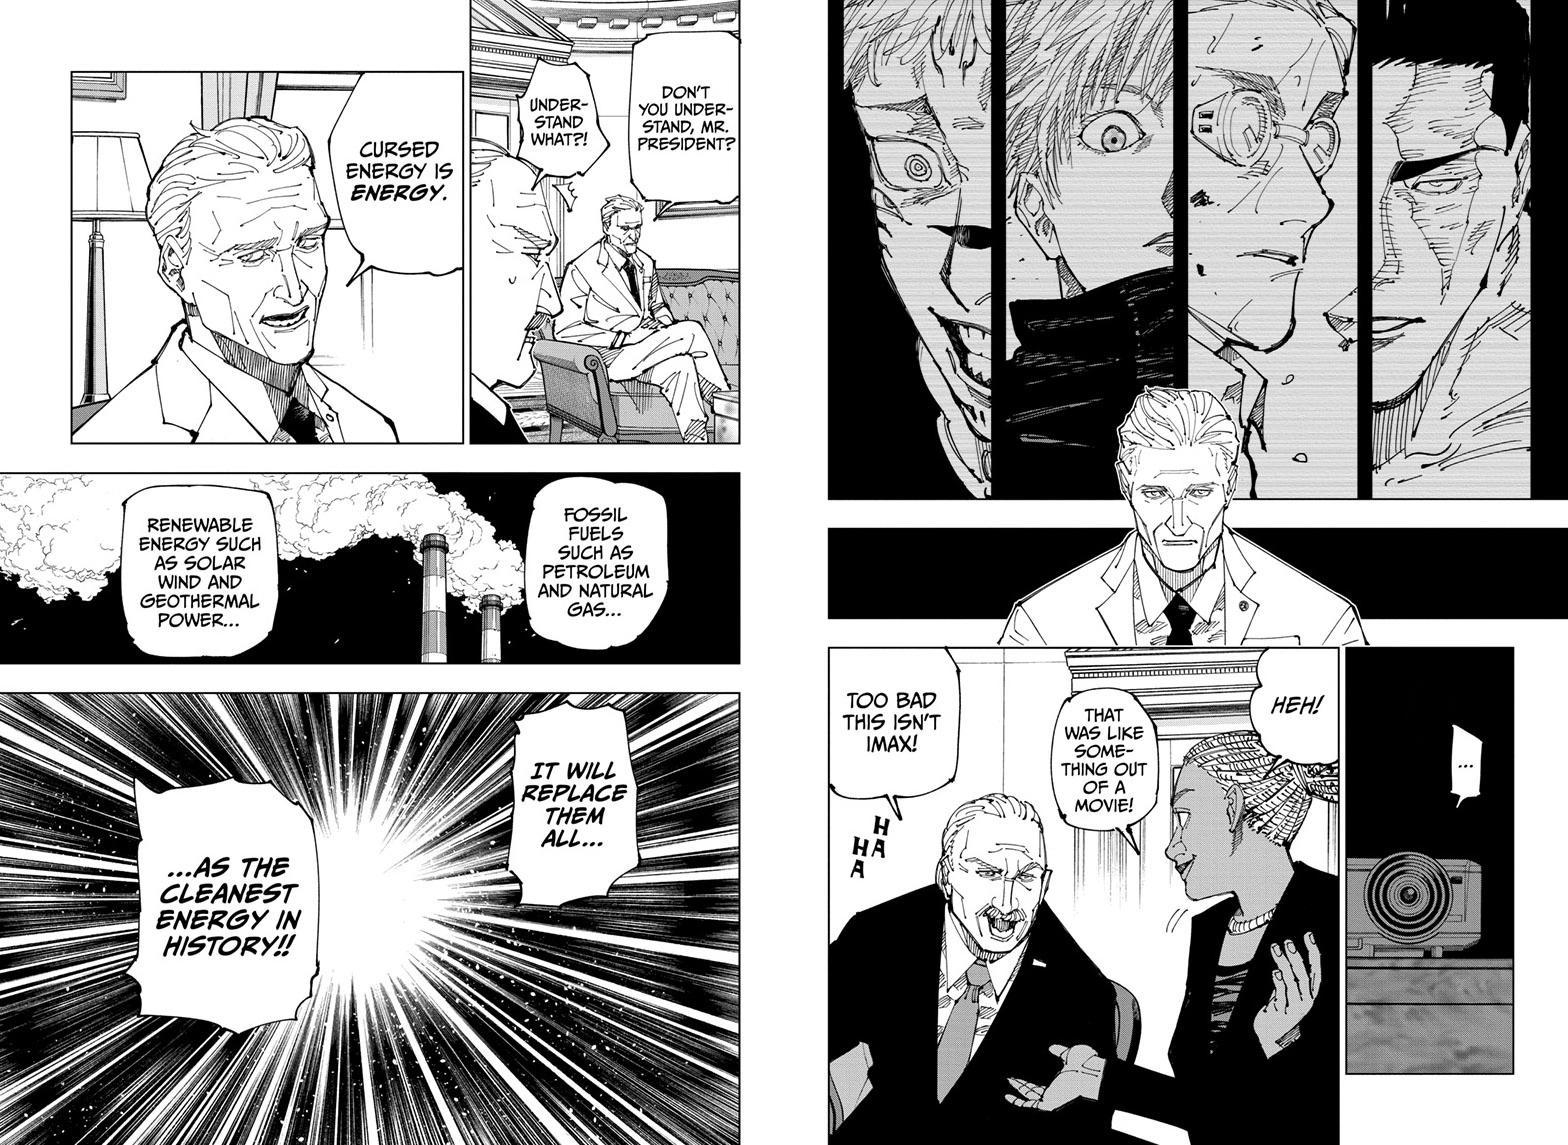 HEH!
THAT
WAS LIKE
SOME-
THING OUT
OF A
MOVIE!
TOO BAD
THIS ISN'T
IMAX!
HA
HA
...
DON'T
YOU UNDER-
STAND, MR.
PRESIDENT?
UNDER-
STAND
WHAT?!
CURSED
ENERGY IS
ENERGY.
FOSSIL
FUELS
SUCH AS
PETROLEUM
AND NATURAL
GAS...
RENEWABLE
ENERGY SUCH
AS SOLAR
WIND AND
GEOTHERMAL
POWER...
IT WILL
REPLACE
THEM
ALL...
...AS THE
CLEANEST
ENERGY IN
HISTORY!!